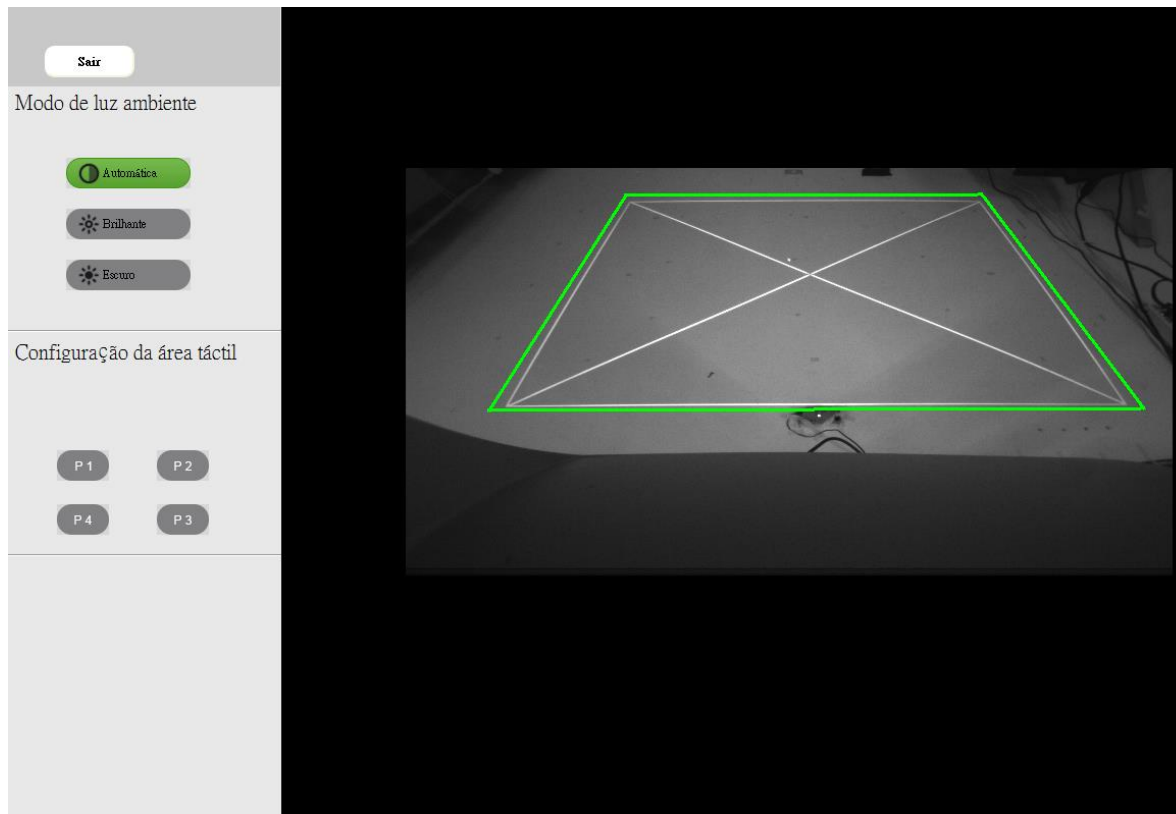 Sair
Modo de luz ambiente
Automática
Brilhante
Escuro
Configuração da área táctil
P1
P2
P4
P3